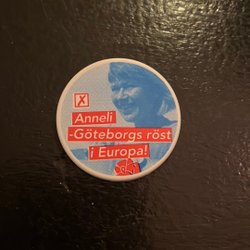 X
Anneli
-Göteborgs röst
i Europa!